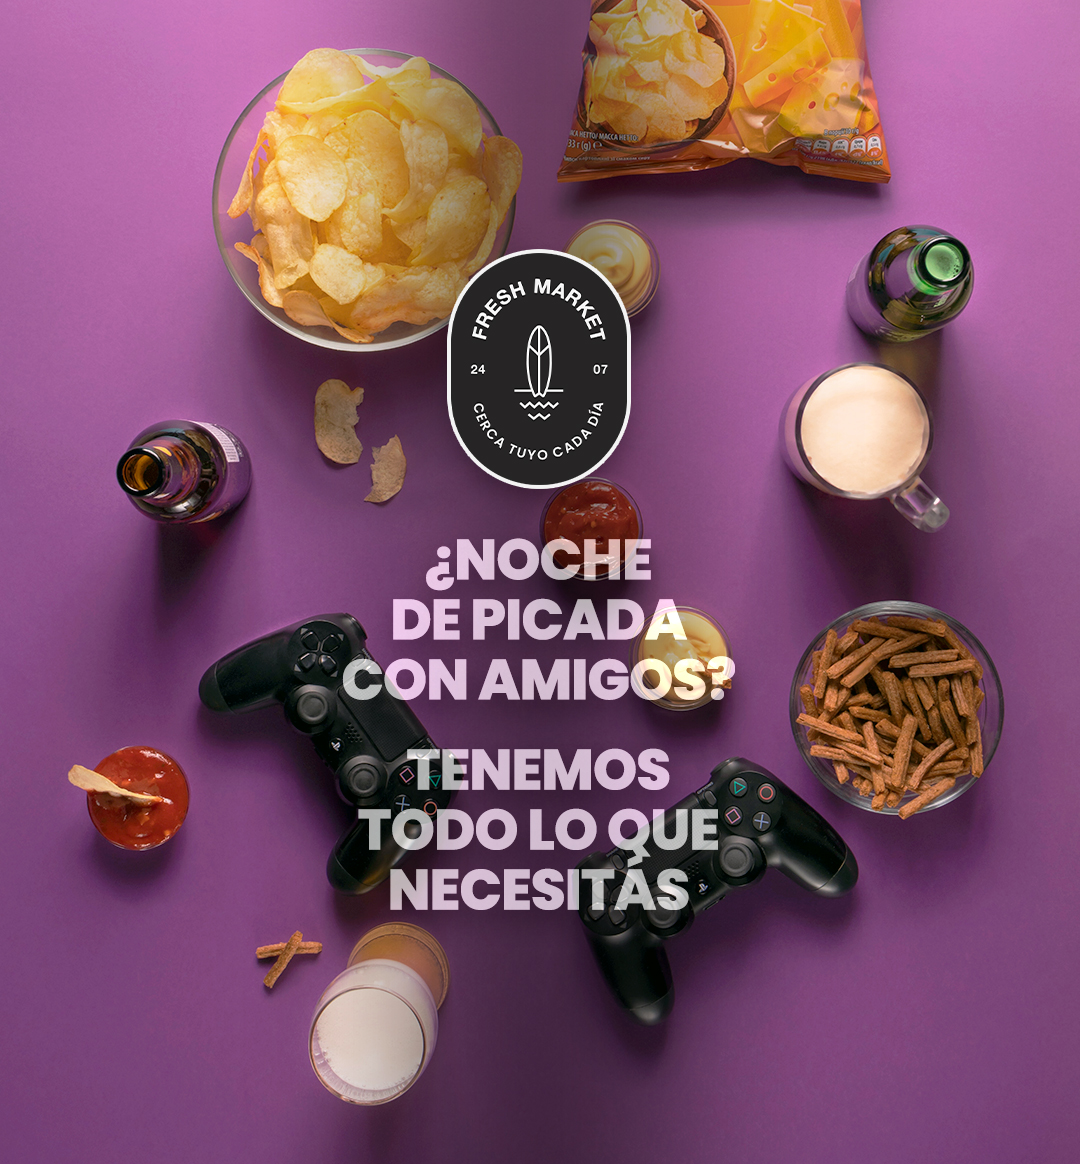 FRESH MARKET
24 07
CERCA TUYO CADA DÍA
¿NOCHE
DE PICADA
CON AMIGOS?
TENEMOS
TODO LO QUE
NECESITÁS